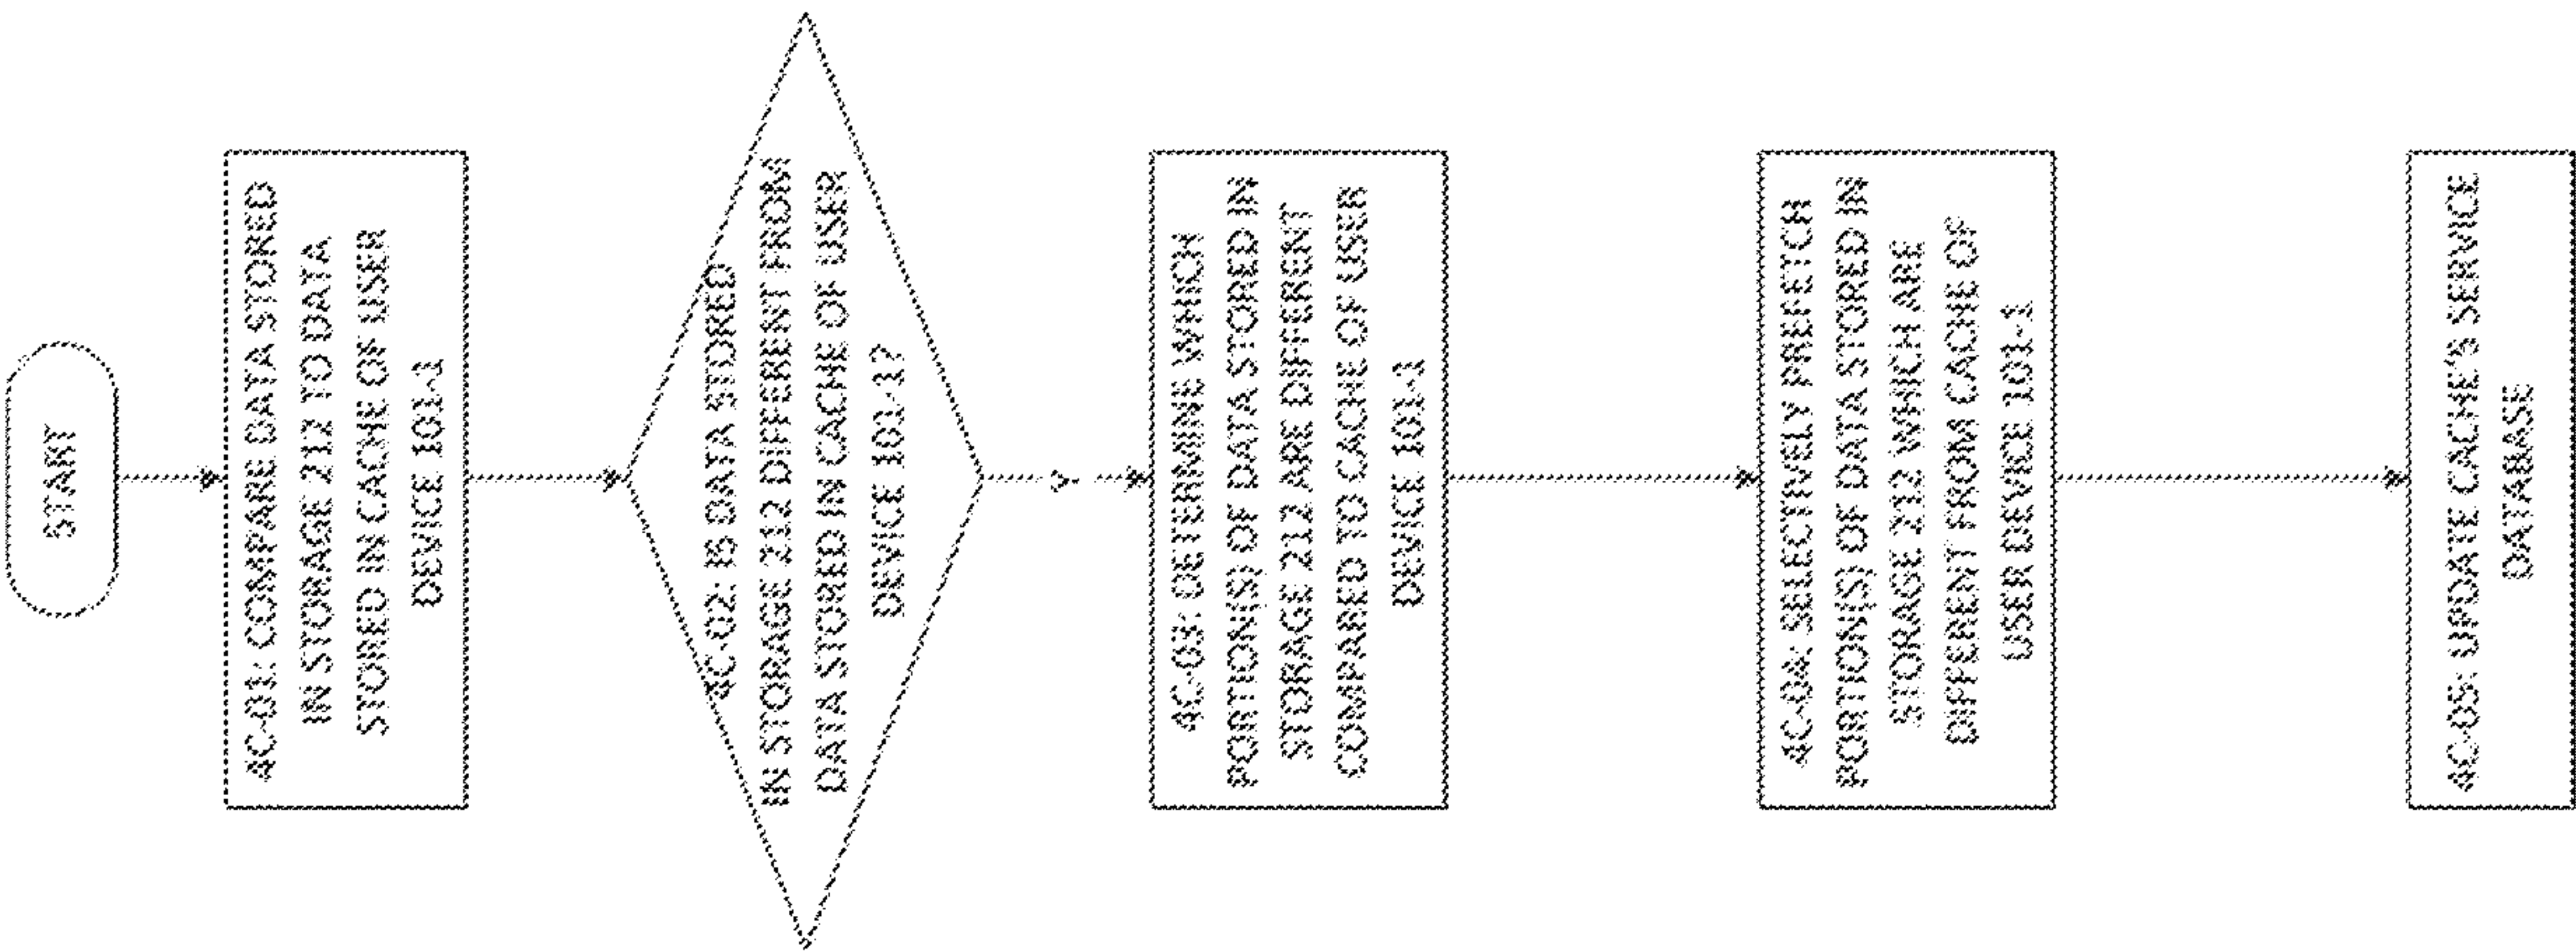 START
4C-01: COMPARE DATA STORED
IN STORAGE 212 TO DATA
STORED IN CACHE OF USER
DEVICE 101-1
4C-02: IS DATA STORED
IN STORAGE 212 DIFFERENT FROM
DATA STORED IN CACHE OF USER
DEVICE 101-1?
Y
4C-03: DETERMINE WHICH
PORTION(S) OF DATA STORED IN
STORAGE 212 ARE DIFFERENT
COMPARED TO CACHE OF USER
DEVICE 101-1
4C-04: SELECTIVELY PREFETCH
PORTION(S) OF DATA STORED IN
STORAGE 212 WHICH ARE
DIFFERENT FROM CACHE OF
USER DEVICE 101-1
4C-05: UPDATE CACHE'S SERVICE
DATABASE